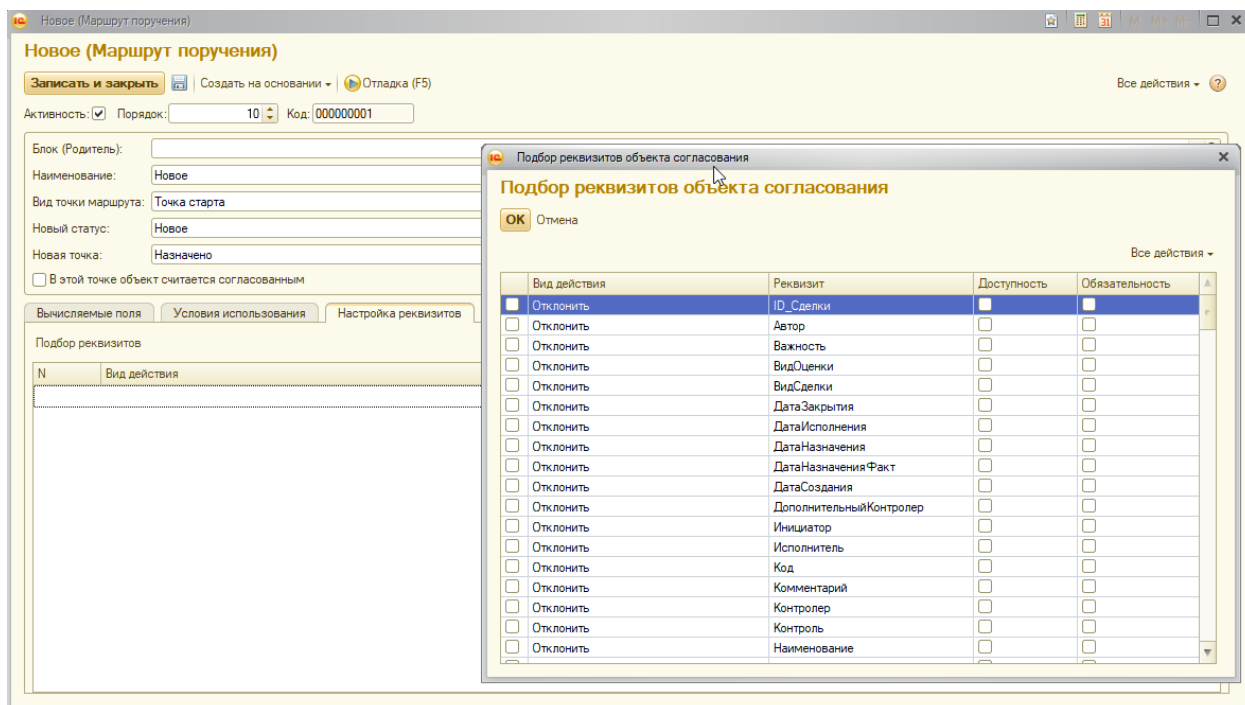 Новое (Маршрут поручения)
M M+ M-
Новое (Маршрут поручения)
Записать и закрыть Создать на основании Отладка (F5) Все действия
Активность: Порядок: 10 Код: 000000001
Блок (Родитель):
Наименование: Новое
Вид точки маршрута: Точка старта
Новый статус: Новое
Новая точка: Назначено
В этой точке объект считается согласованным
Вычисляемые поля Условия использования Настройка реквизитов
Подбор реквизитов
N Вид действия
Подбор реквизитов объекта согласования
Подбор реквизитов объекта согласования
OK Отмена
Все действия
Вид действия Реквизит Доступность Обязательность
Отклонить ID_Сделки
Отклонить Автор
Отклонить Важность
Отклонить ВидОценки
Отклонить ВидСделки
Отклонить ДатаЗакрытия
Отклонить ДатаИсполнения
Отклонить ДатаНазначения
Отклонить ДатаНазначенияФакт
Отклонить ДатаСоздания
Отклонить ДополнительныйКонтролер
Отклонить Инициатор
Отклонить Исполнитель
Отклонить Код
Отклонить Комментарий
Отклонить Контролер
Отклонить Контроль
Отклонить Наименование